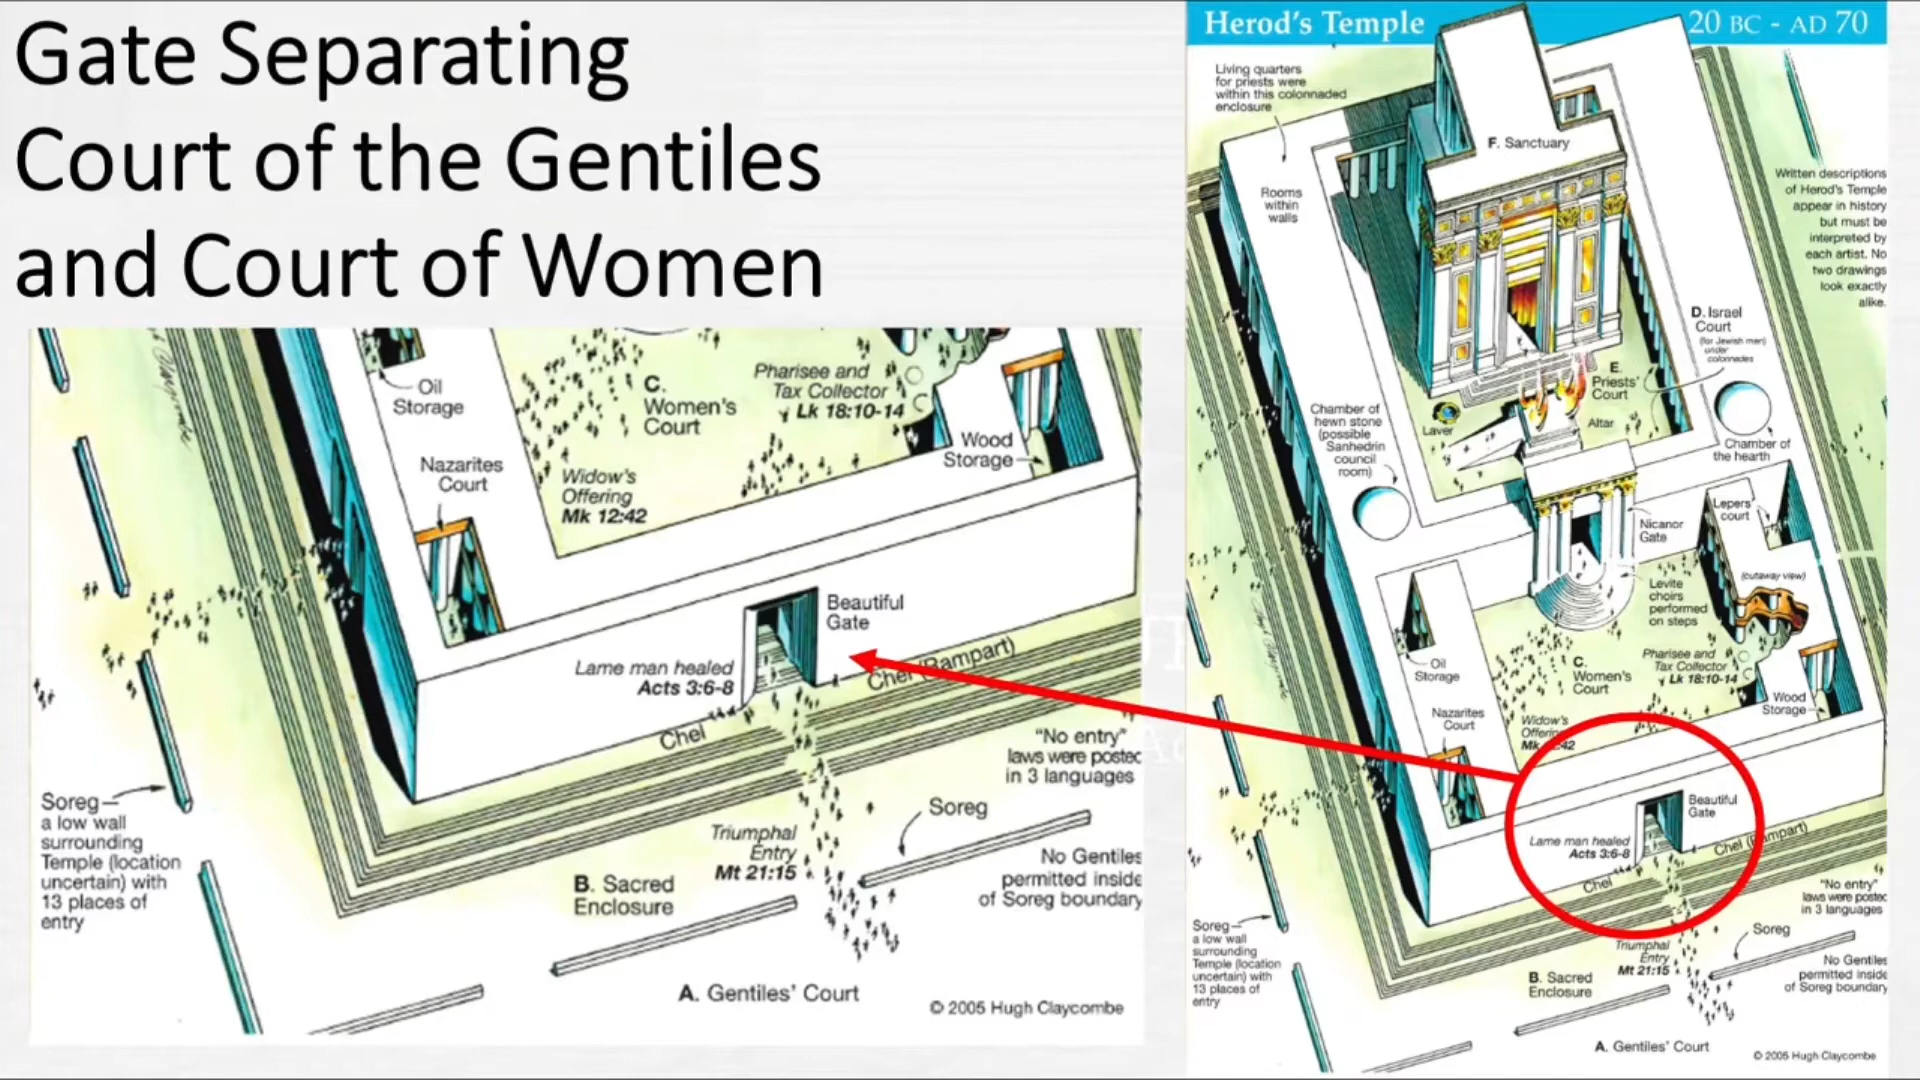 Gate Separating
Court of the Gentiles
and Court of Women
Oil
Storage
Nazarites
Court
C.
Women's
Court
Pharisee and
Tax Collector
Lk 18:10-14
Widow's
Offering
Mk 12:42
Wood
Storage
Beautiful
Gate
Lame man healed
Acts 3:6-8
Chel (Rampart)
Chel
"No entry"
laws were posted
in 3 languages
Soreg
a low wall
surrounding
Temple (location
uncertain) with
13 places of
entry
Triumphal
Entry
Mt 21:15
Soreg
No Gentiles
permitted inside
of Soreg boundary
B. Sacred
Enclosure
A. Gentiles' Court
© 2005 Hugh Claycombe
Herod's Temple 20 BC - AD 70
Living quarters
for priests were
within this colonnaded
enclosure
F. Sanctuary
Rooms
within
walls
Written descriptions
of Herod's Temple
appear in history
but must be
interpreted by
each artist. No
two drawings
look exactly
alike.
D. Israel
Court
(for Jewish men)
under
colonnades
E.
Priests'
Court
Laver
Altar
Chamber of
hewn stone
(possible
Sanhedrin
council
room)
Chamber of
the hearth
Lepers'
court
Nicanor
Gate
(cutaway view)
Levite
choirs
performed
on steps
Oil
Storage
C.
Women's
Court
Pharisee and
Tax Collector
Lk 18:10-14
Nazarites
Court
Widow's
Offering
Mk 12:42
Wood
Storage
Beautiful
Gate
Lame man healed
Acts 3:6-8
Chel (Rampart)
Chel
"No entry"
laws were posted
in 3 languages
Soreg
a low wall
surrounding
Temple (location
uncertain) with
13 places of
entry
Triumphal
Entry
Mt 21:15
Soreg
No Gentiles
permitted inside
of Soreg boundary
B. Sacred
Enclosure
A. Gentiles' Court
© 2005 Hugh Claycombe